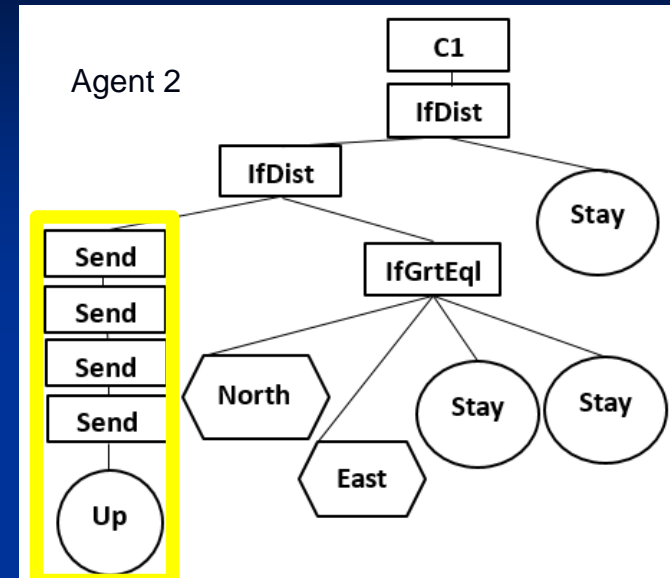 C1
Agent 2
IfDist
IfDist
Stay
Send
IfGrtEql
Send
Send
Send
North
Stay
Stay
East
Up